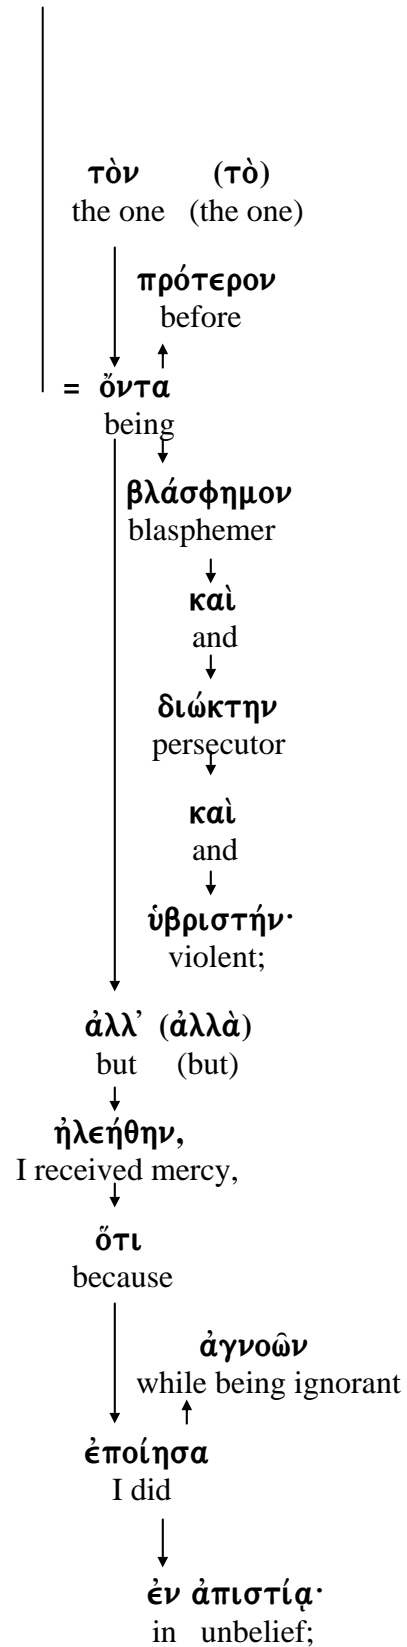 τὸν (τὸ)
the one (the one)
πρότερον
before
= ὄντα
being
βλάσφημον
blasphemer
καὶ
and
διώκτην
persecutor
καὶ
and
ὑβριστήν·
violent;
ἀλλ’ (ἀλλὰ)
but (but)
ἠλεήθην,
I received mercy,
ὅτι
because
ἀγνοῶν
while being ignorant
ἐποίησα
I did
ἐν ἀπιστίᾳ·
in unbelief;